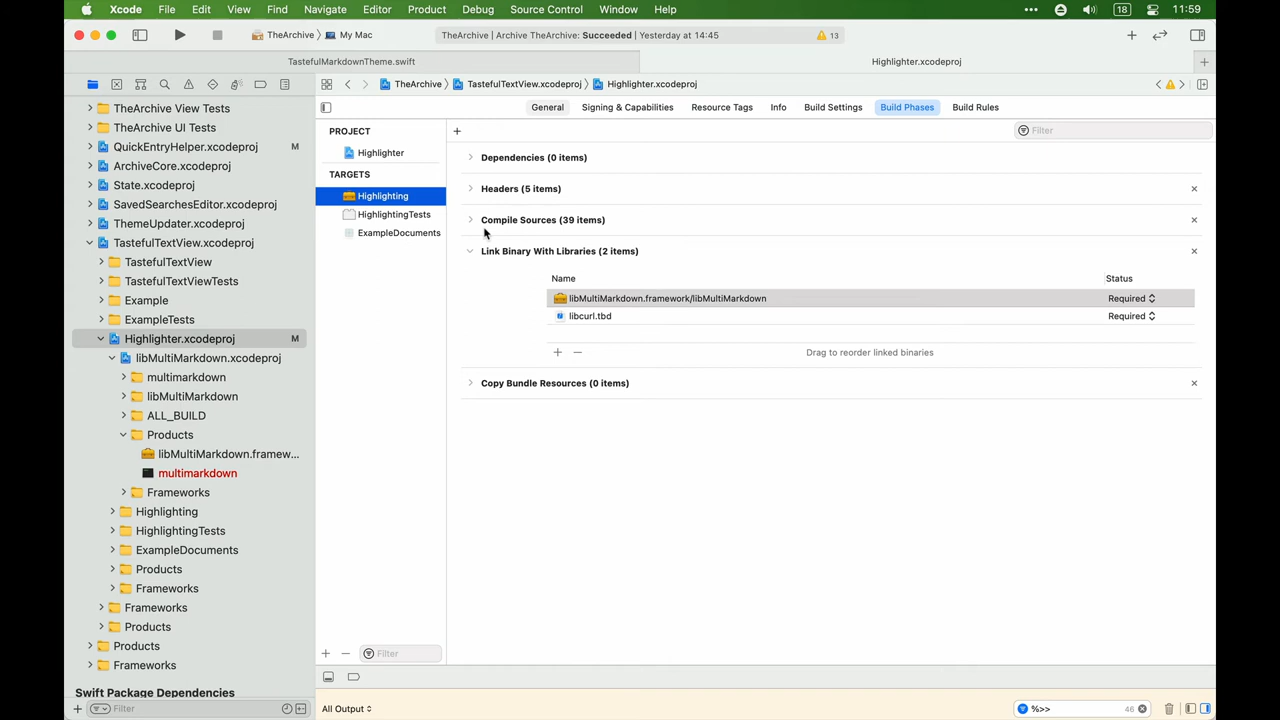 Xcode File Edit View Find Navigate Editor Product Debug Source Control Window Help 18 11:59
TheArchive My Mac TheArchive | Archive TheArchive: Succeeded | Yesterday at 14:45 13
TastefulMarkdownTheme.swift Highlighter.xcodeproj
TheArchive TastefulTextView.xcodeproj Highlighter.xcodeproj
General Signing & Capabilities Resource Tags Info Build Settings Build Phases Build Rules
TheArchive View Tests
TheArchive UI Tests
QuickEntryHelper.xcodeproj M
ArchiveCore.xcodeproj
State.xcodeproj
SavedSearchesEditor.xcodeproj
ThemeUpdater.xcodeproj
TastefulTextView.xcodeproj
TastefulTextView
TastefulTextViewTests
Example
ExampleTests
Highlighter.xcodeproj M
libMultiMarkdown.xcodeproj
multimarkdown
libMultiMarkdown
ALL_BUILD
Products
libMultiMarkdown.framew...
multimarkdown
Frameworks
Highlighting
HighlightingTests
ExampleDocuments
Products
Frameworks
Frameworks
Products
Products
Frameworks
Swift Package Dependencies
Filter
PROJECT
Highlighter
TARGETS
Highlighting
HighlightingTests
ExampleDocuments
Filter
Filter
Dependencies (0 items)
Headers (5 items)
Compile Sources (39 items)
Link Binary With Libraries (2 items)
Name Status
libMultiMarkdown.framework/libMultiMarkdown Required
libcurl.tbd Required
Drag to reorder linked binaries
Copy Bundle Resources (0 items)
All Output %>> 46